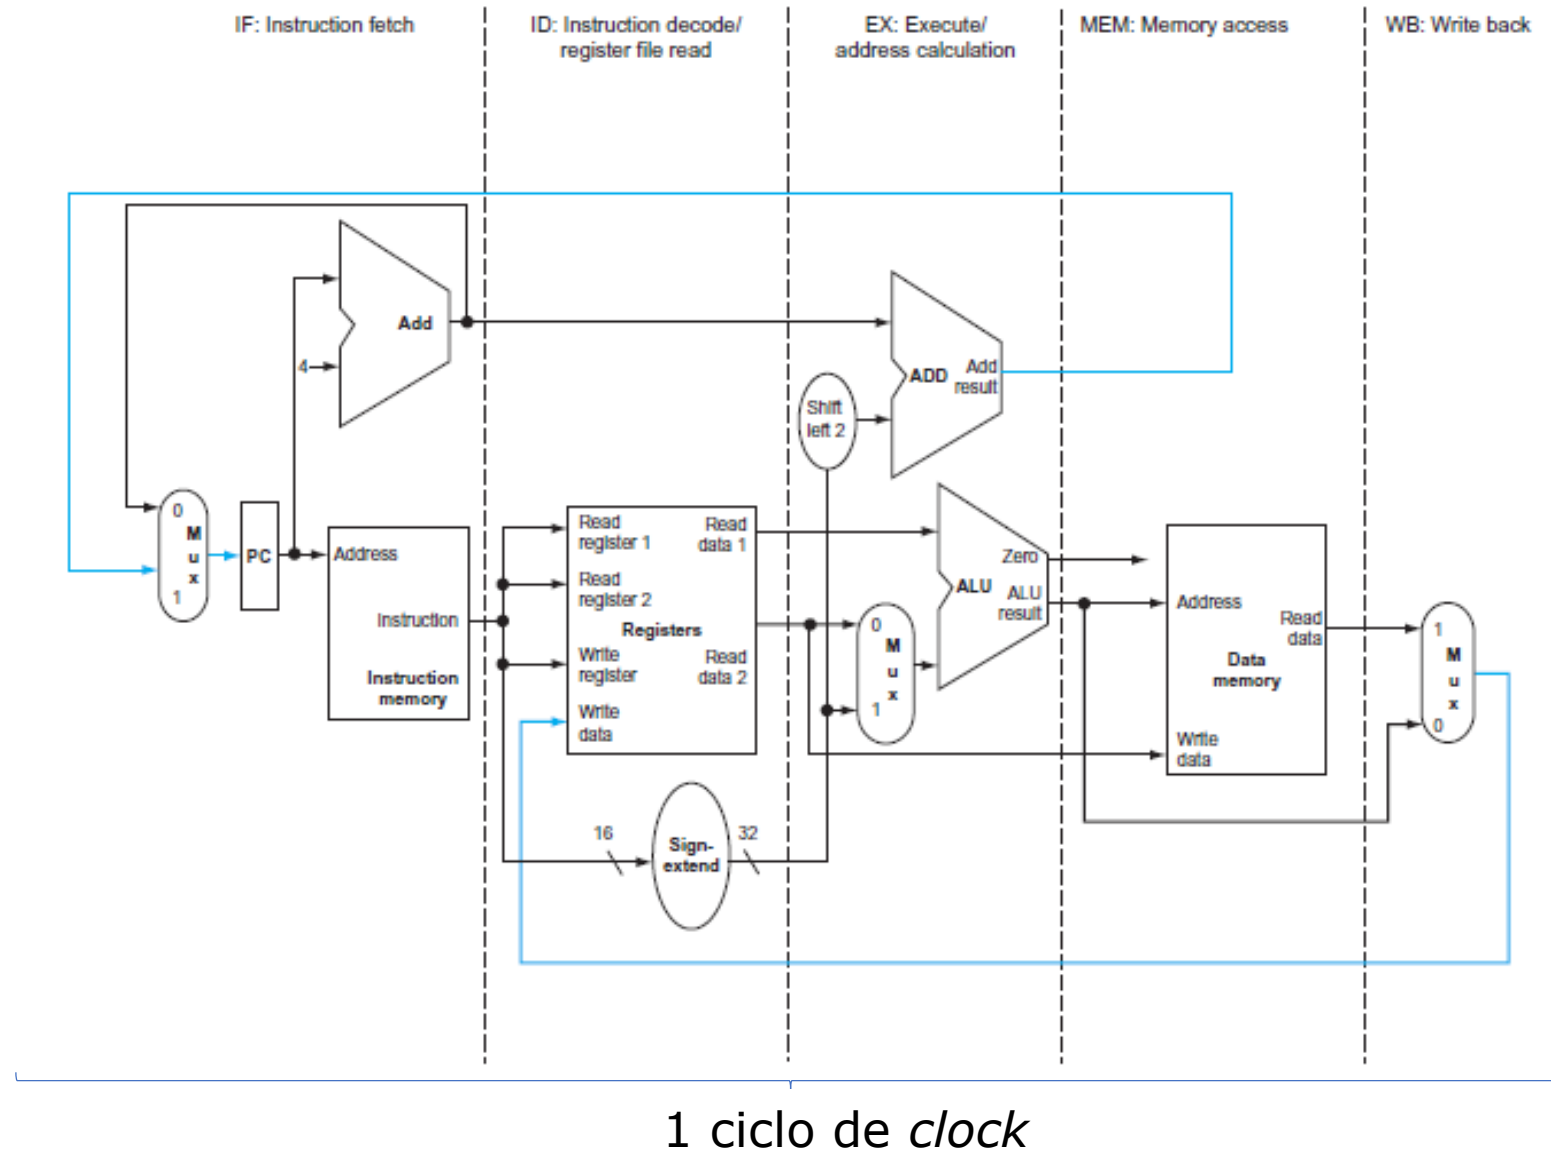 IF: Instruction fetch
ID: Instruction decode/
register file read
EX: Execute/
address calculation
MEM: Memory access
WB: Write back
Add
4
ADD
Add
result
Shift
left 2
0
M
u
x
1
PC
Address
Instruction
Instruction
memory
Read
register 1
Read
register 2
Registers
Write
register
Write
data
Read
data 1
Read
data 2
0
M
u
x
1
Zero
ALU
ALU
result
Address
Read
data
Data
memory
Write
data
1
M
u
x
0
16
Sign-
extend
32
1 ciclo de clock